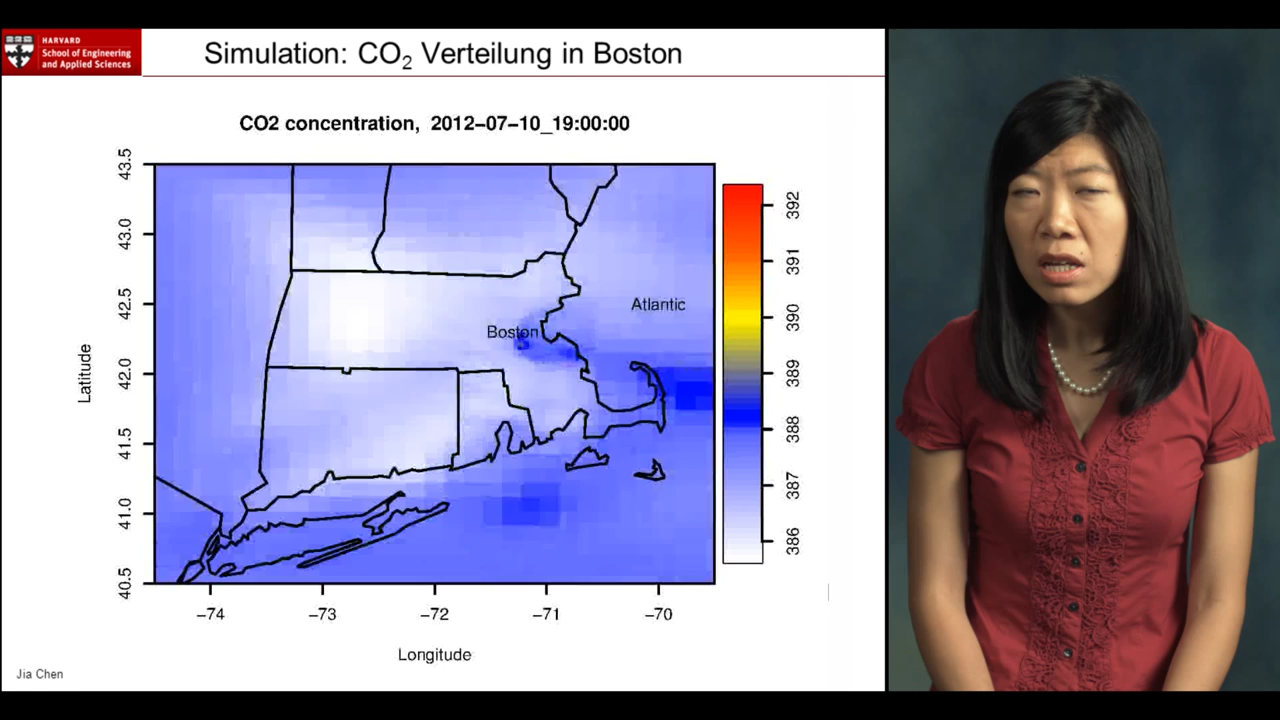 HARVARD
School of Engineering
and Applied Sciences
Simulation: CO₂ Verteilung in Boston
CO2 concentration, 2012−07−10_19:00:00
43.5
43.0
42.5
42.0
41.5
41.0
40.5
Latitude
Boston
Atlantic
392
391
390
389
388
387
386
−74
−73
−72
−71
−70
Longitude
Jia Chen